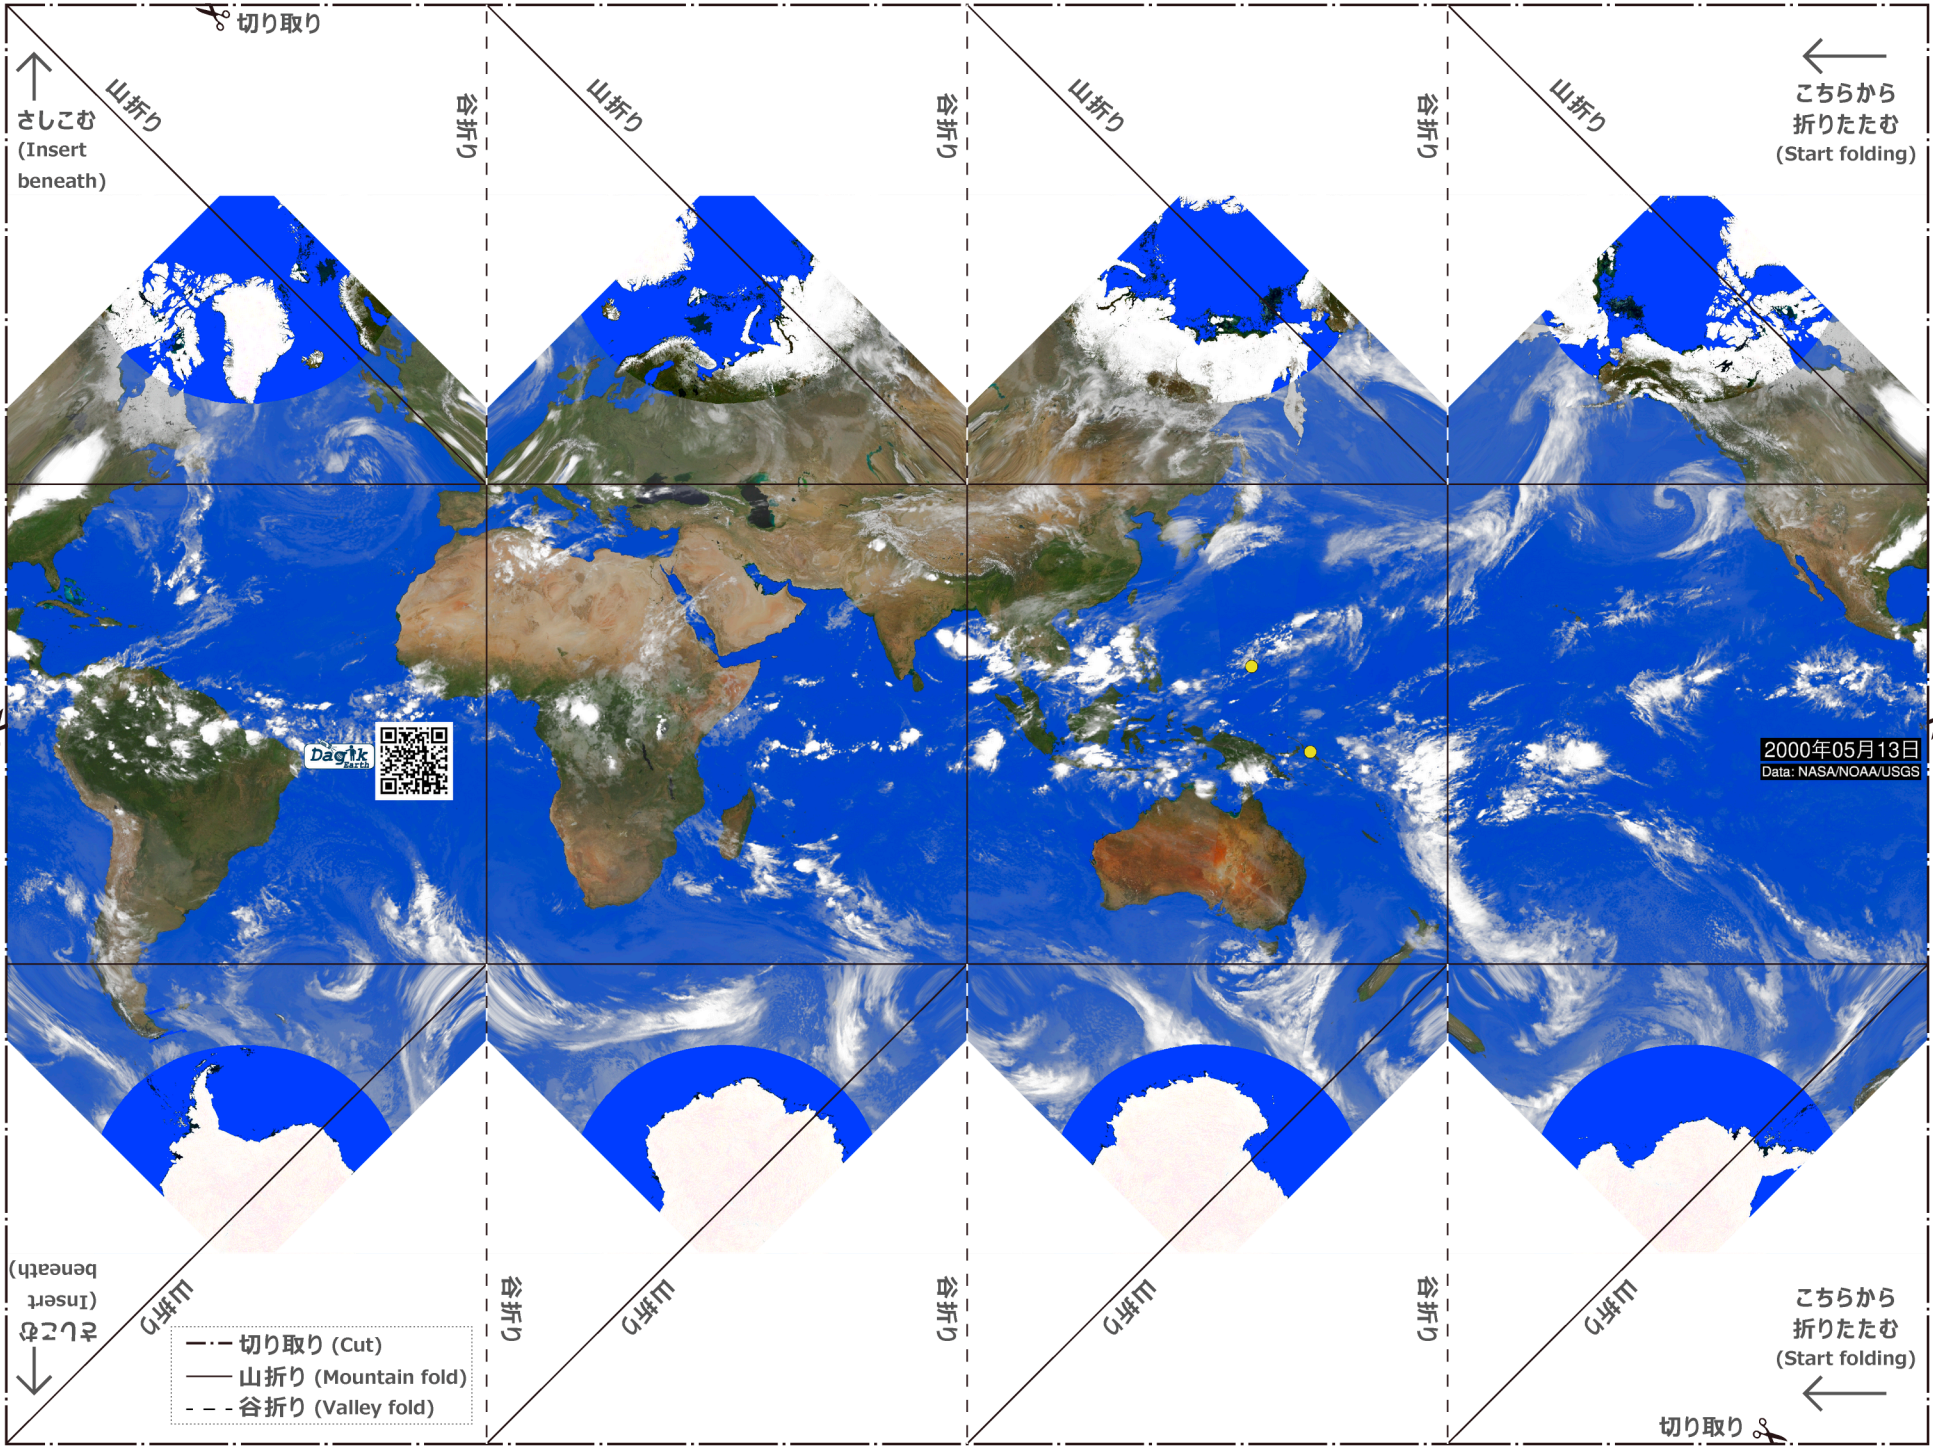 切り取り
山折り
谷折り
山折り
谷折り
山折り
谷折り
山折り
さしこむ
(Insert
beneath)
こちらから
折りたたむ
(Start folding)
Dagik
Earth
2000年05月13日
Data: NASA/NOAA/USGS
さしこむ
(Insert
beneath)
山折り
谷折り
山折り
谷折り
山折り
谷折り
山折り
切り取り (Cut)
山折り (Mountain fold)
谷折り (Valley fold)
こちらから
折りたたむ
(Start folding)
切り取り